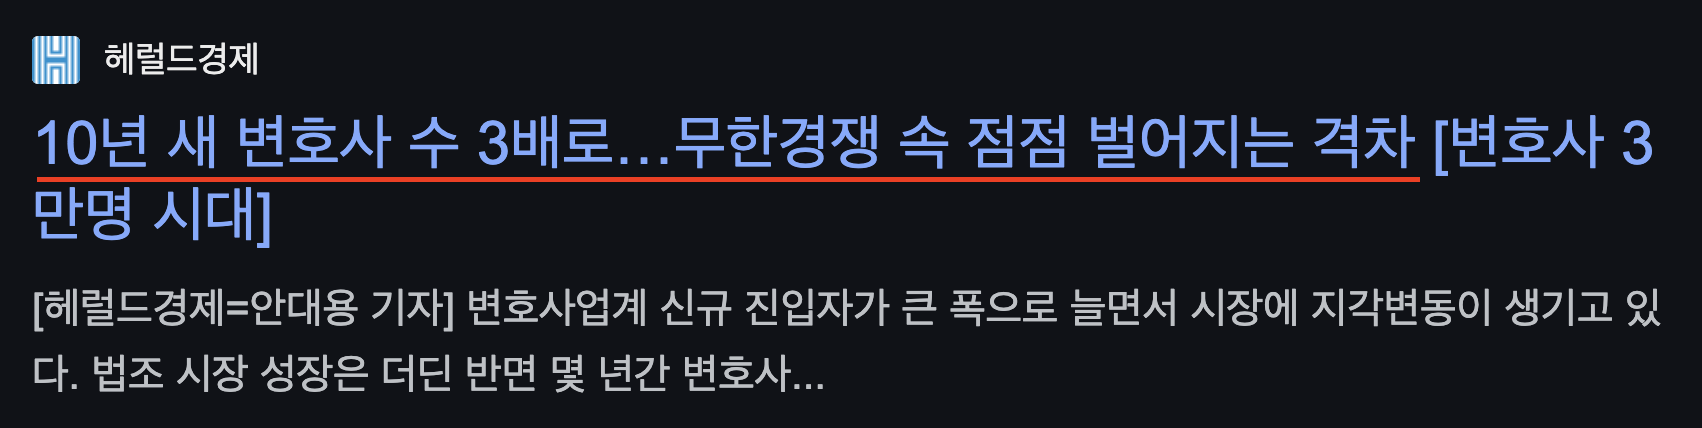 헤럴드경제
10년 새 변호사 수 3배로...무한경쟁 속 점점 벌어지는 격차 [변호사 3
만명 시대]
[헤럴드경제=안대용 기자] 변호사업계 신규 진입자가 큰 폭으로 늘면서 시장에 지각변동이 생기고 있
다. 법조 시장 성장은 더딘 반면 몇 년간 변호사...